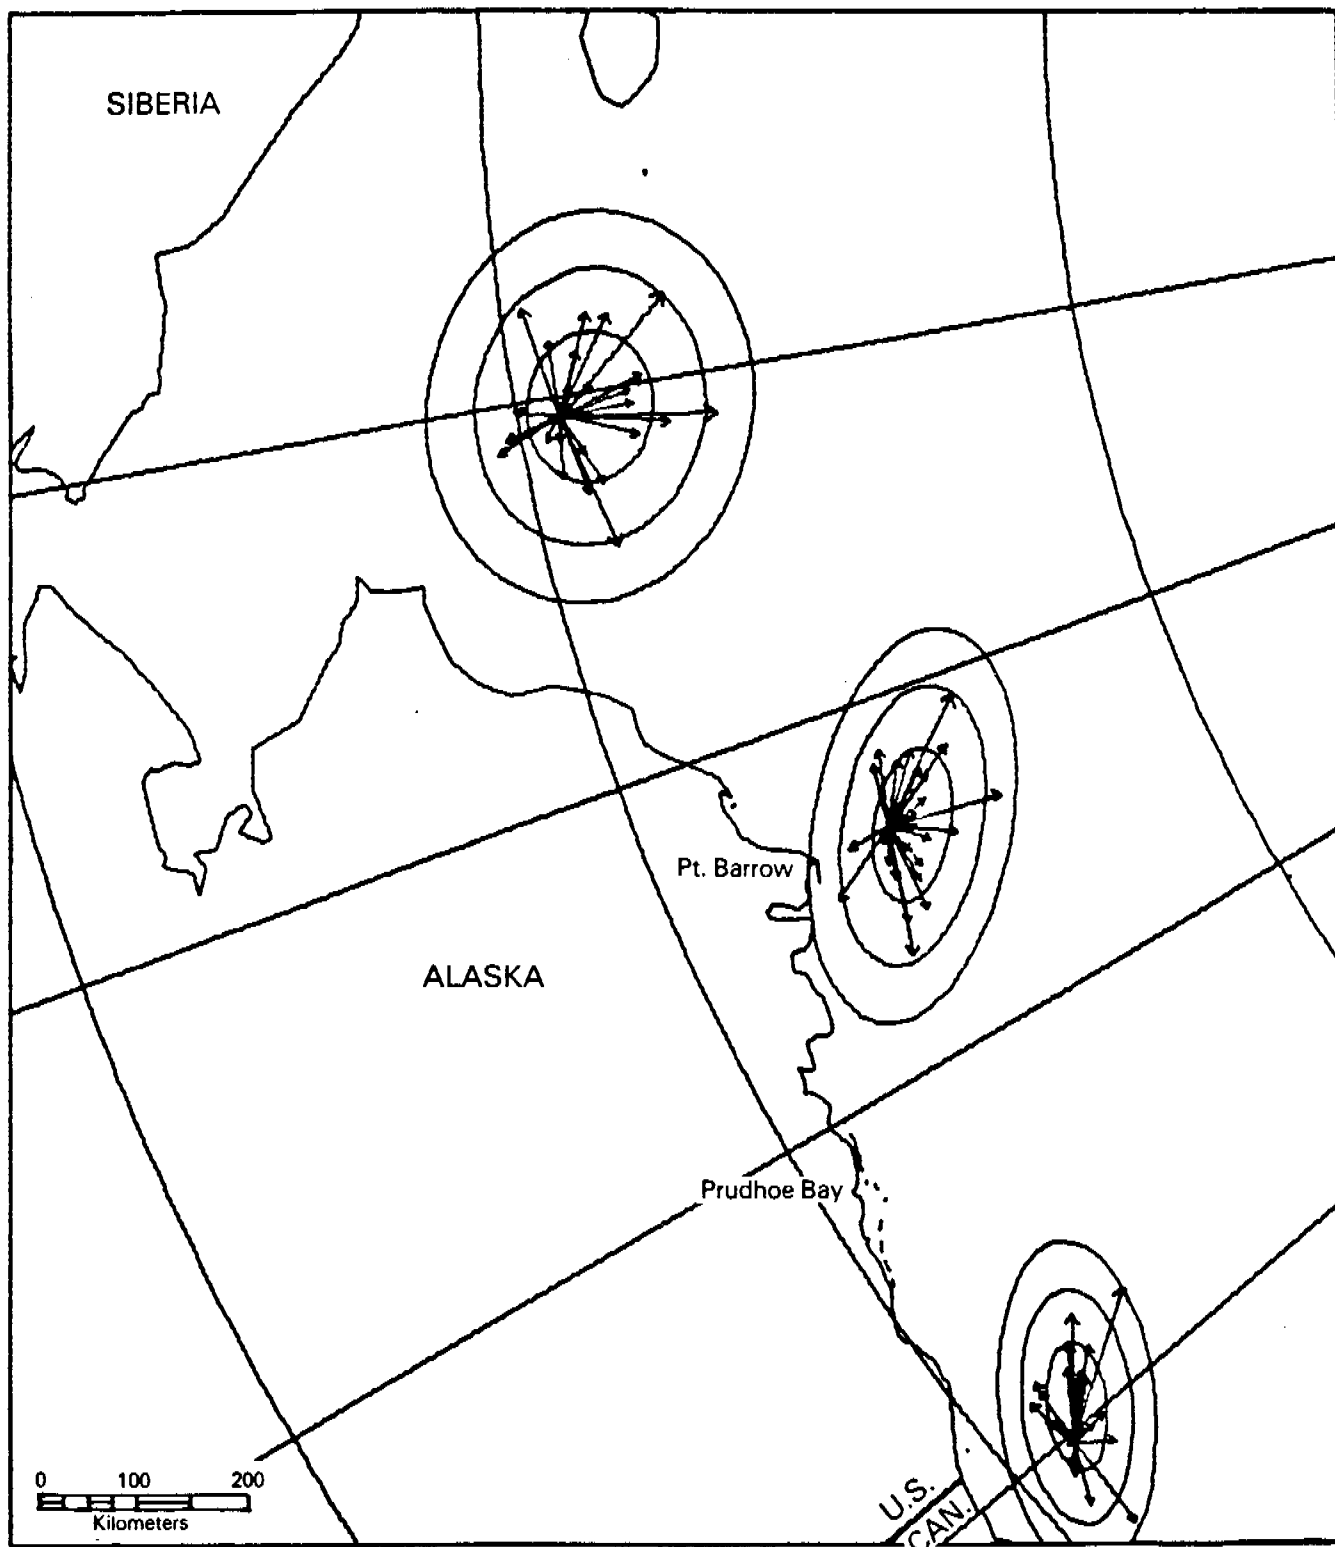 SIBERIA
Pt. Barrow
ALASKA
Prudhoe Bay
0 100 200
Kilometers
U.S.
CAN.